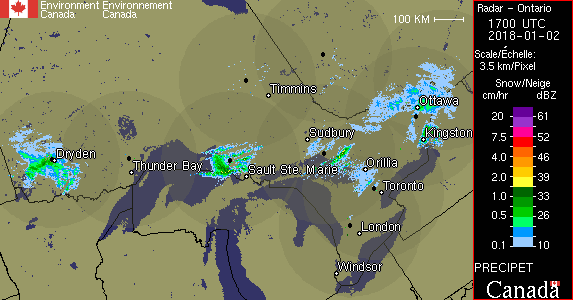 Environment Environnement
Canada Canada
100 KM
Timmins
Ottawa
Sudbury
Kingston
Dryden
Thunder Bay
Sault Ste. Marie
Orillia
Toronto
London
Windsor
Radar - Ontario
1700 UTC
2018-01-02
Scale/Échelle:
3.5 km/Pixel
Snow/Neige
cm/hr dBZ
20 61
7.5 52
4.0 46
2.0 39
1.0 33
0.5 26
0.1 10
PRECIPET
Canada